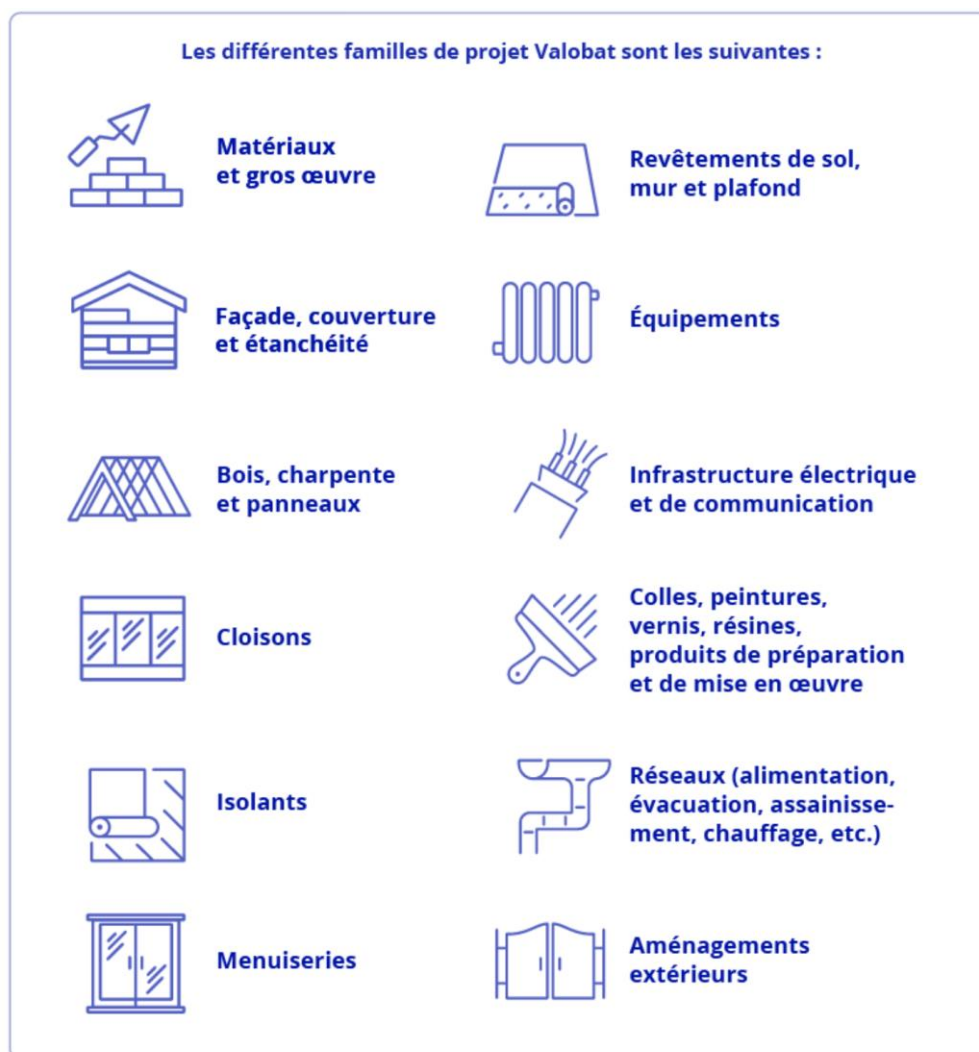 Les différentes familles de projet Valobat sont les suivantes :
Matériaux
et gros œuvre
Revêtements de sol,
mur et plafond
Façade, couverture
et étanchéité
Équipements
Bois, charpente
et panneaux
Infrastructure électrique
et de communication
Cloisons
Colles, peintures,
vernis, résines,
produits de préparation
et de mise en œuvre
Isolants
Réseaux (alimentation,
évacuation, assainisse-
ment, chauffage, etc.)
Menuiseries
Aménagements
extérieurs